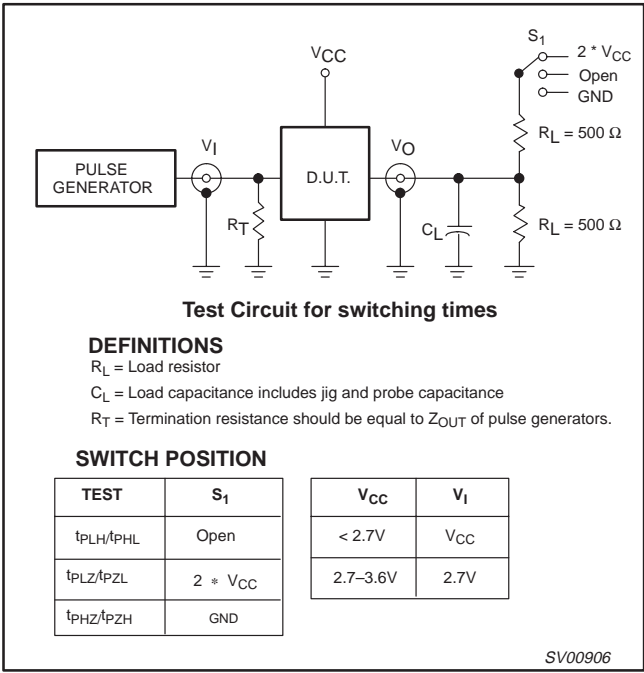 S1
2 * VCC
Open
GND
VCC
RL = 500 Ω
VI
VO
PULSE
GENERATOR
D.U.T.
RT
CL
RL = 500 Ω
Test Circuit for switching times
DEFINITIONS
RL = Load resistor
CL = Load capacitance includes jig and probe capacitance
RT = Termination resistance should be equal to ZOUT of pulse generators.
SWITCH POSITION
TEST S1
tPLH/tPHL Open
tPLZ/tPZL 2 * VCC
tPHZ/tPZH GND
VCC VI
< 2.7V VCC
2.7–3.6V 2.7V
SV00906